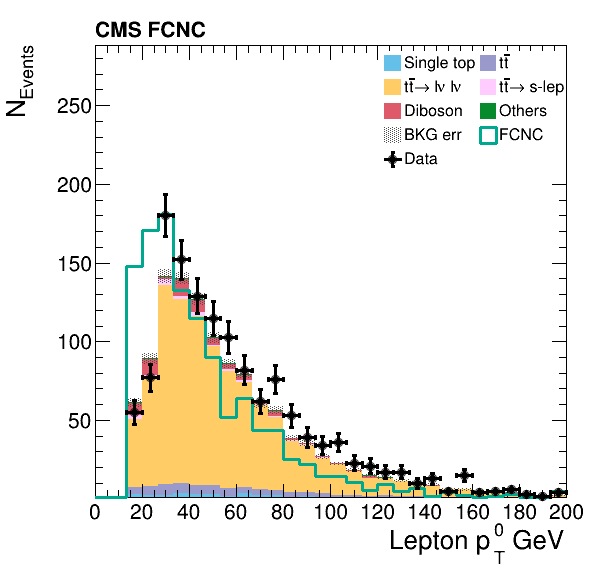 CMS FCNC
N_Events
Single top
tt̄
tt̄→ lν lν
tt̄→ s-lep
Diboson
Others
BKG err
FCNC
Data
250
200
150
100
50
0 20 40 60 80 100 120 140 160 180 200
Lepton p_T^0 GeV